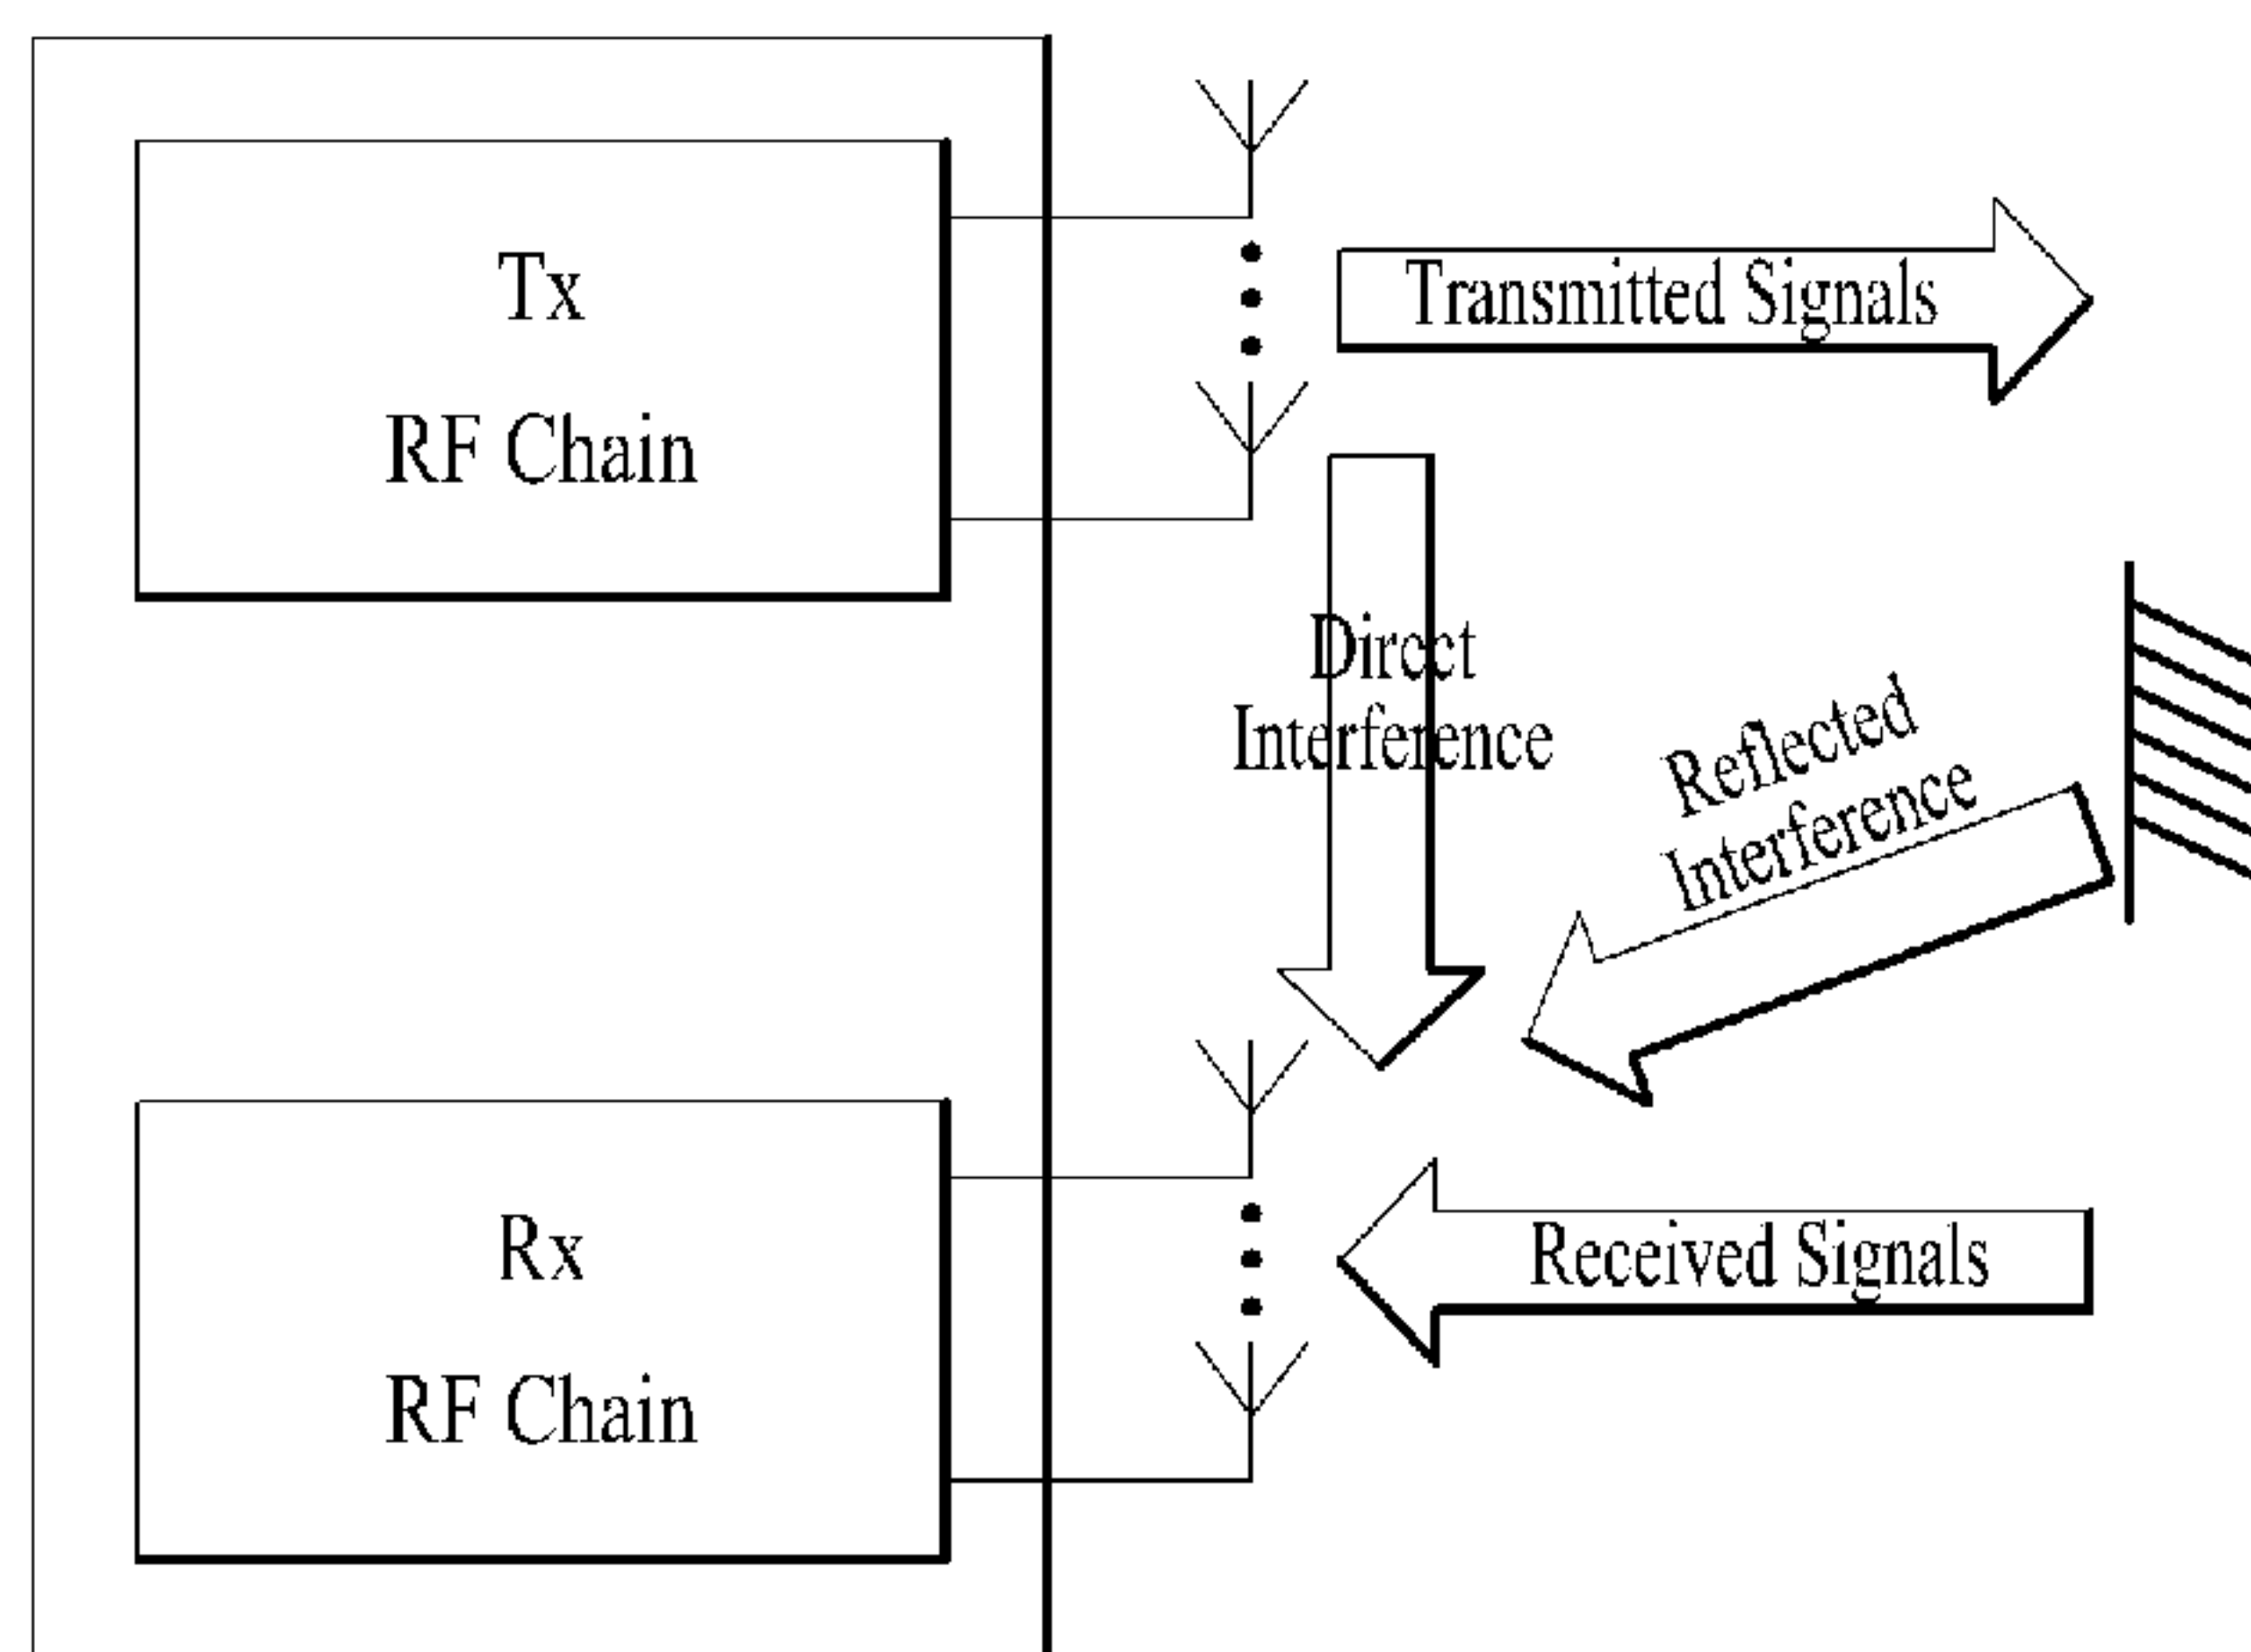 Tx
RF Chain
Transmitted Signals
Direct
Interference
Reflected
Interference
Rx
RF Chain
Received Signals